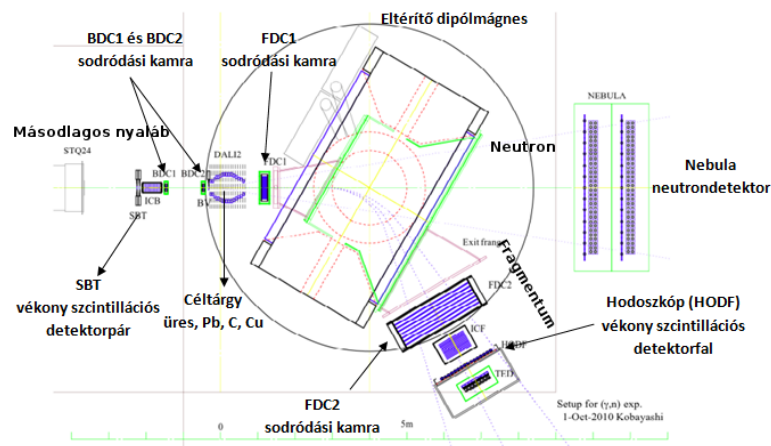 Eltérítő dipólmágnes
BDC1 és BDC2
sodródási kamra
FDC1
sodródási kamra
Másodlagos nyaláb
STQ24
BDC1
BDC2
DALI2
FDC1
ICB
SBT
BV
Neutron
NEBULA
Nebula
neutrondetektor
SBT
vékony szcintillációs
detektorpár
Céltárgy
üres, Pb, C, Cu
Exit frange
Fragmentum
FDC2
ICF
HODF
TED
Hodoszkóp (HODF)
vékony szcintillációs
detektorfal
FDC2
sodródási kamra
Setup for (γ,n) exp.
1-Oct-2010 Kobayashi
0
5m